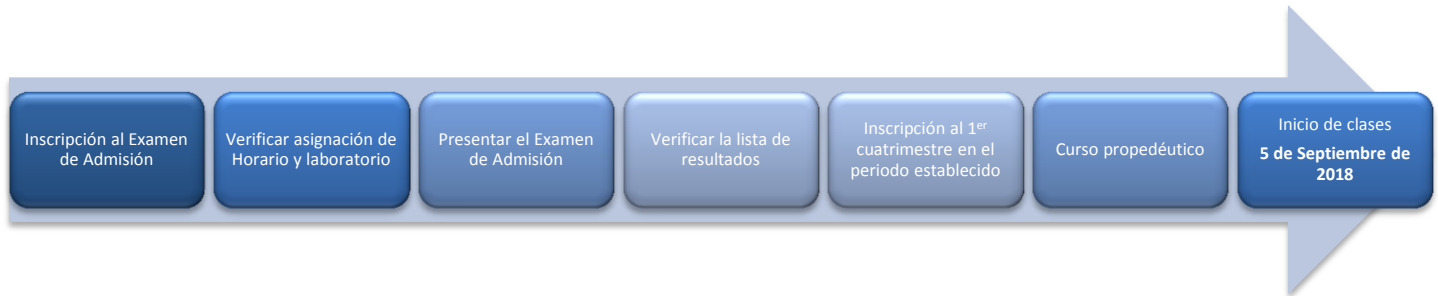 Inscripción al Examen
de Admisión
Verificar asignación de
Horario y laboratorio
Presentar el Examen
de Admisión
Verificar la lista de
resultados
Inscripción al 1er
cuatrimestre en el
periodo establecido
Curso propedéutico
Inicio de clases
5 de Septiembre de
2018